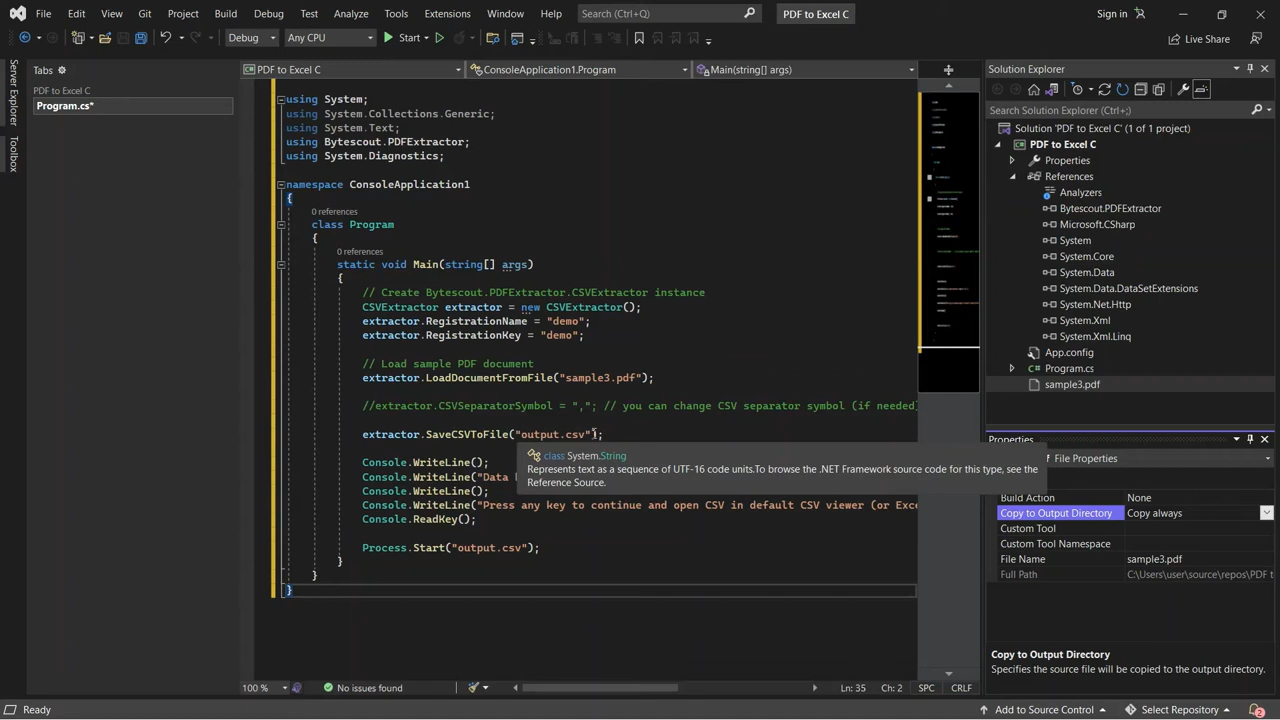 File Edit View Git Project Build Debug Test Analyze Tools Extensions Window Help Search (Ctrl+Q) PDF to Excel C Sign in
Debug Any CPU Start Live Share
Server Explorer
Toolbox
Tabs
PDF to Excel C
Program.cs*
PDF to Excel C ConsoleApplication1.Program Main(string[] args)
using System;
using System.Collections.Generic;
using System.Text;
using Bytescout.PDFExtractor;
using System.Diagnostics;
namespace ConsoleApplication1
{
0 references
class Program
{
0 references
static void Main(string[] args)
{
// Create Bytescout.PDFExtractor.CSVExtractor instance
CSVExtractor extractor = new CSVExtractor();
extractor.RegistrationName = "demo";
extractor.RegistrationKey = "demo";
// Load sample PDF document
extractor.LoadDocumentFromFile("sample3.pdf");
//extractor.CSVSeparatorSymbol = ","; // you can change CSV separator symbol (if needed)
extractor.SaveCSVToFile("output.csv");
class System.String
Represents text as a sequence of UTF-16 code units.To browse the .NET Framework source code for this type, see the
Reference Source.
Console.WriteLine();
Console.WriteLine("Data
Console.WriteLine();
Console.WriteLine("Press any key to continue and open CSV in default CSV viewer (or Exce
Console.ReadKey();
Process.Start("output.csv");
}
}
}
100 % No issues found Ln: 35 Ch: 2 SPC CRLF
Solution Explorer
Search Solution Explorer (Ctrl+;)
Solution 'PDF to Excel C' (1 of 1 project)
PDF to Excel C
Properties
References
Analyzers
Bytescout.PDFExtractor
Microsoft.CSharp
System
System.Core
System.Data
System.Data.DataSetExtensions
System.Net.Http
System.Xml
System.Xml.Linq
App.config
Program.cs
sample3.pdf
Properties
File Properties
Build Action None
Copy to Output Directory Copy always
Custom Tool
Custom Tool Namespace
File Name sample3.pdf
Full Path C:\Users\user\source\repos\PDF t
Copy to Output Directory
Specifies the source file will be copied to the output directory.
Ready Add to Source Control Select Repository 2